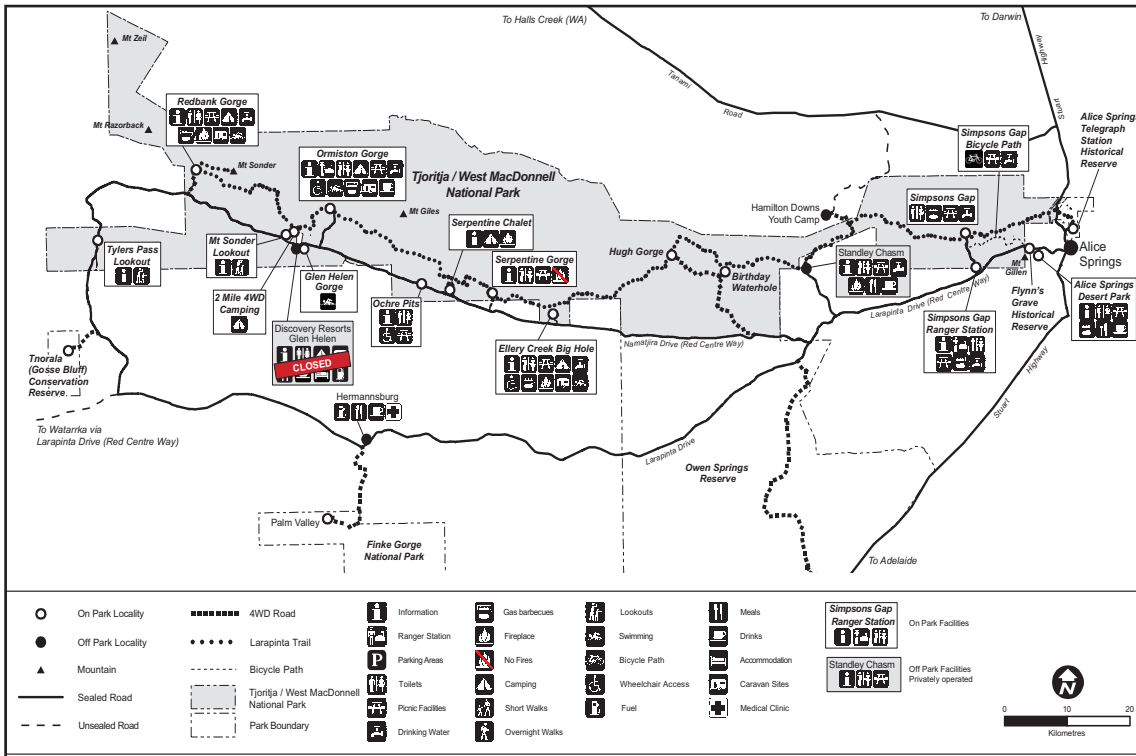 To Halls Creek (WA)
To Darwin
Mt Zeil
Highway
Stuart
Tanami
Road
Redbank Gorge
Mt Razorback
Mt Sonder
Ormiston Gorge
Tjoritja / West MacDonnell
National Park
Mt Giles
Simpsons Gap
Bicycle Path
Alice Springs
Telegraph
Station
Historical
Reserve
Hamilton Downs
Youth Camp
Simpsons Gap
Serpentine Chalet
Serpentine Gorge
Hugh Gorge
Birthday
Waterhole
Standley Chasm
Alice
Springs
Mt
Gillen
Tylers Pass
Lookout
Mt Sonder
Lookout
Glen Helen
Gorge
2 Mile 4WD
Camping
Ochre Pits
Discovery Resorts
Glen Helen
CLOSED
Ellery Creek Big Hole
Namatjira Drive (Red Centre Way)
Larapinta Drive (Red Centre Way)
Simpsons Gap
Ranger Station
Flynn's
Grave
Historical
Reserve
Alice Springs
Desert Park
Tnorala
(Gosse Bluff)
Conservation
Reserve.
To Watarrka via
Larapinta Drive (Red Centre Way)
Hermannsburg
Larapinta Drive
Owen Springs
Reserve
Stuart
Highway
Palm Valley
Finke Gorge
National Park
To Adelaide
On Park Locality
Off Park Locality
Mountain
Sealed Road
Unsealed Road
4WD Road
Larapinta Trail
Bicycle Path
Tjoritja / West MacDonnell
National Park
Park Boundary
Information
Ranger Station
P
Parking Areas
Toilets
Picnic Facilities
Drinking Water
Gas barbecues
Fireplace
No Fires
Camping
Short Walks
Overnight Walks
Lookouts
Swimming
Bicycle Path
Wheelchair Access
Fuel
Meals
Drinks
Accommodation
Caravan Sites
Medical Clinic
Simpsons Gap
Ranger Station
On Park Facilities
Standley Chasm
Off Park Facilities
Privately operated
N
0 10 20
Kilometres